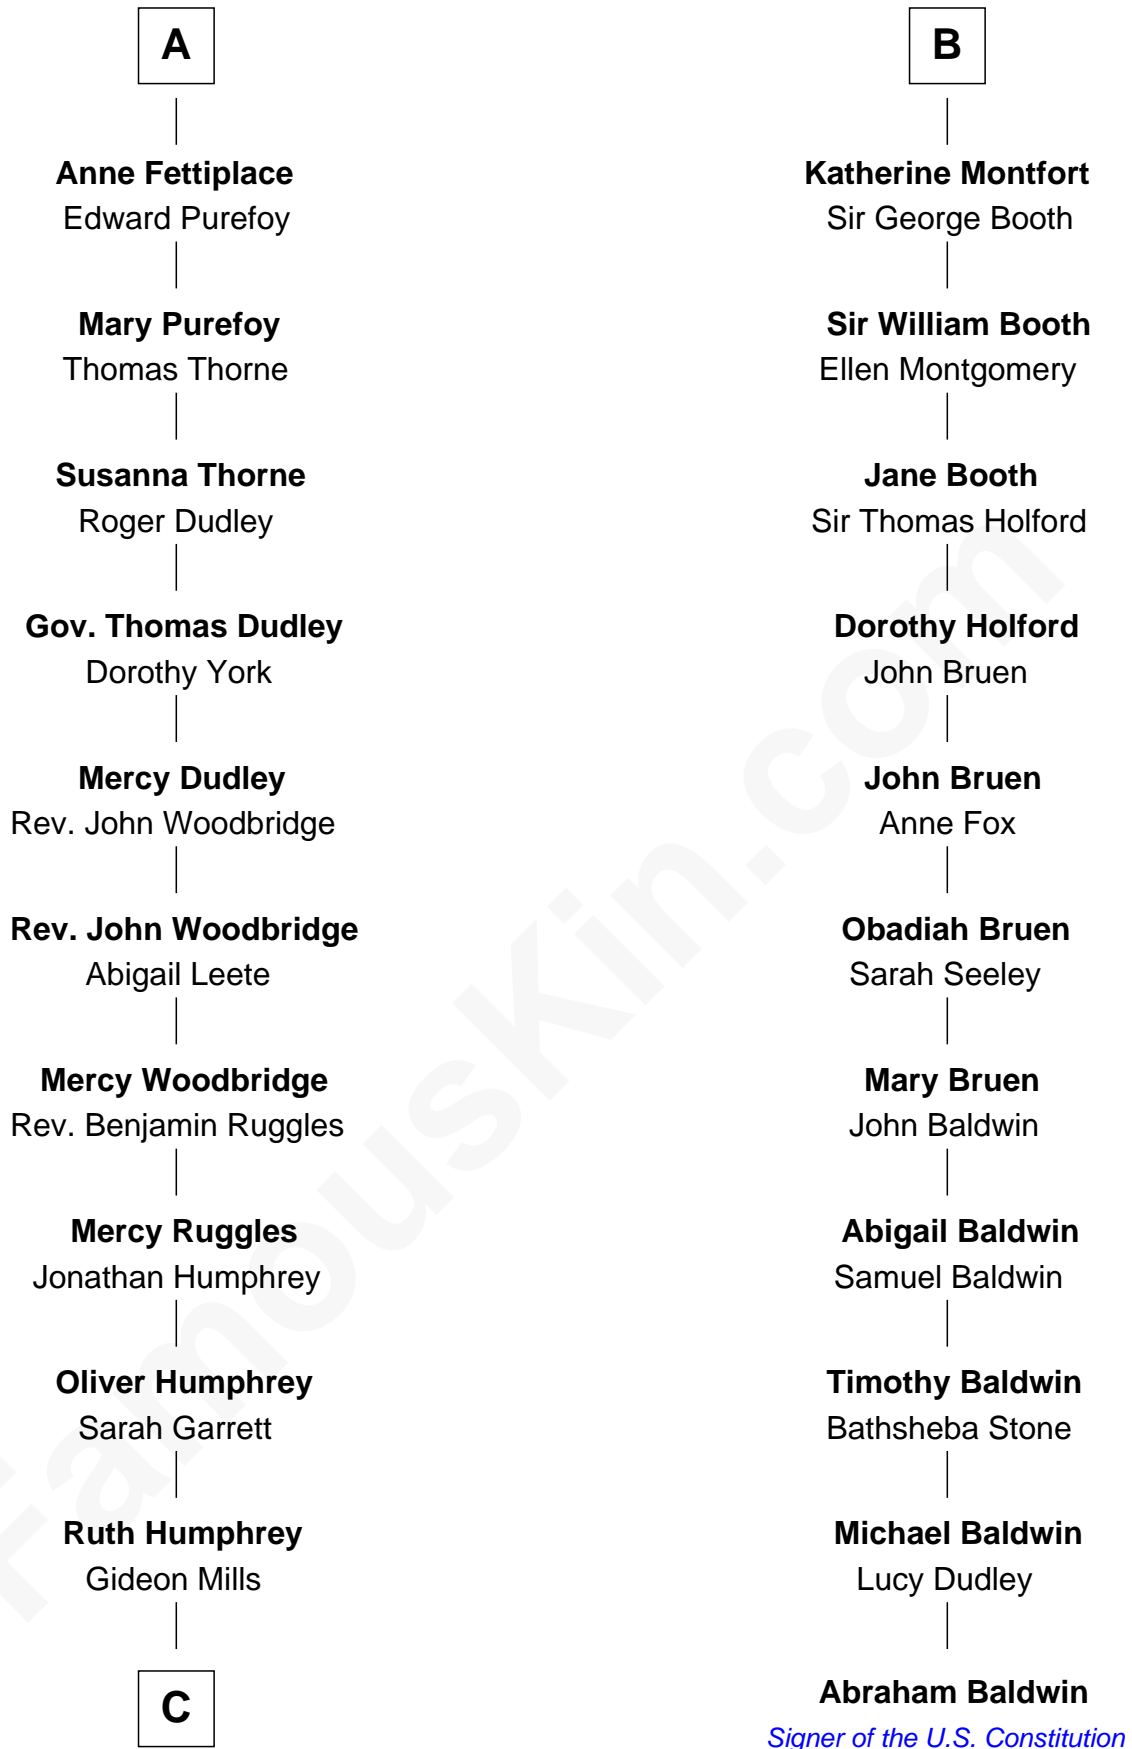 A
Anne Fettiplace
Edward Purefoy
Mary Purefoy
Thomas Thorne
Susanna Thorne
Roger Dudley
Gov. Thomas Dudley
Dorothy York
Mercy Dudley
Rev. John Woodbridge
Rev. John Woodbridge
Abigail Leete
Mercy Woodbridge
Rev. Benjamin Ruggles
Mercy Ruggles
Jonathan Humphrey
Oliver Humphrey
Sarah Garrett
Ruth Humphrey
Gideon Mills
C
B
Katherine Montfort
Sir George Booth
Sir William Booth
Ellen Montgomery
Jane Booth
Sir Thomas Holford
Dorothy Holford
John Bruen
John Bruen
Anne Fox
Obadiah Bruen
Sarah Seeley
Mary Bruen
John Baldwin
Abigail Baldwin
Samuel Baldwin
Timothy Baldwin
Bathsheba Stone
Michael Baldwin
Lucy Dudley
Abraham Baldwin
Signer of the U.S. Constitution
FamousKin.com